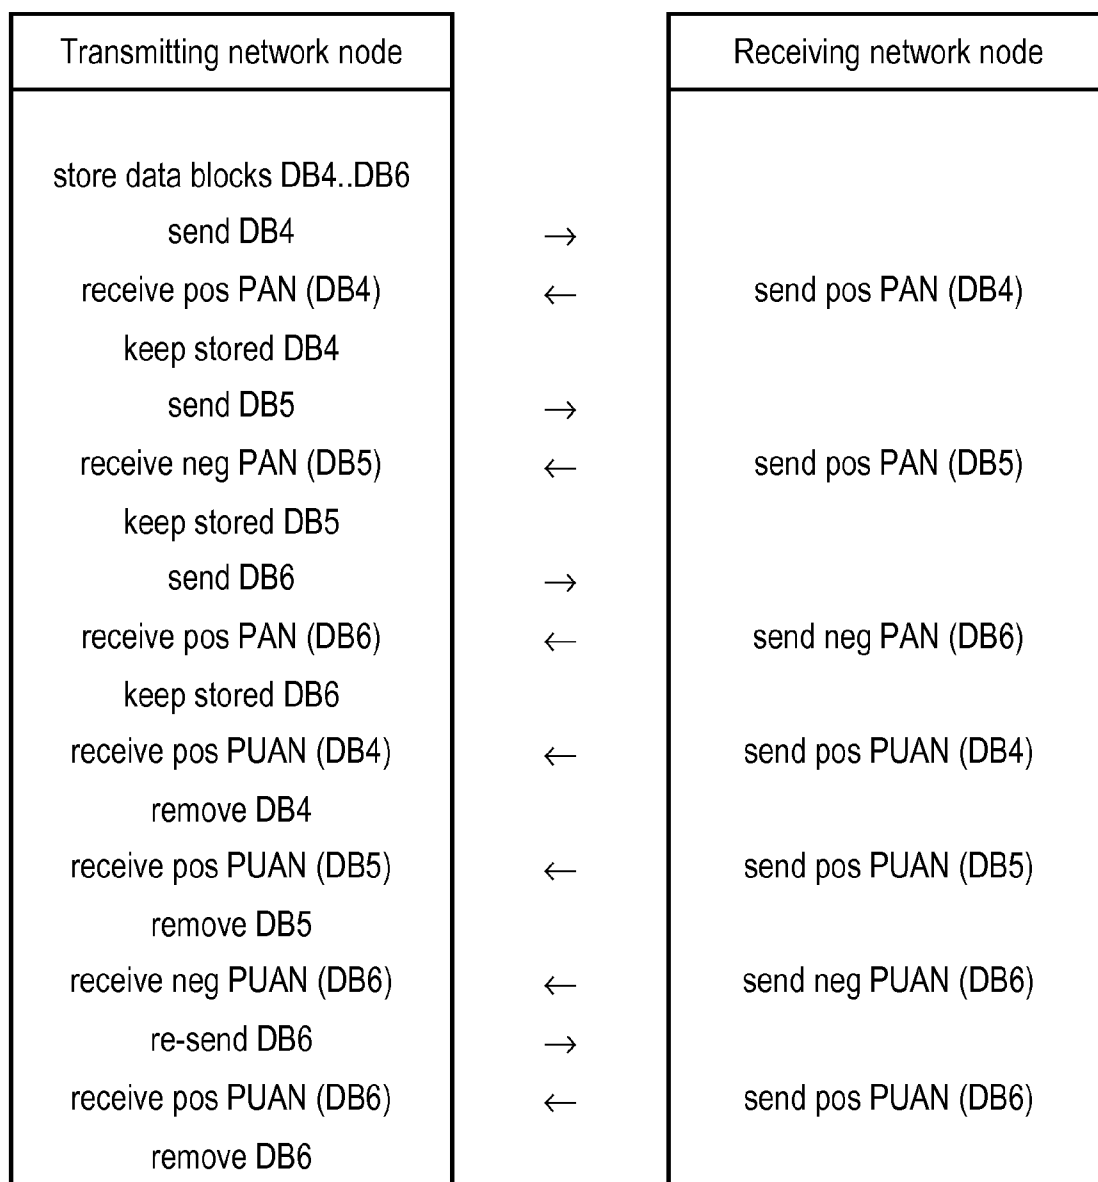 Transmitting network node
Receiving network node
store data blocks DB4..DB6
send DB4 →
receive pos PAN (DB4) ← send pos PAN (DB4)
keep stored DB4
send DB5 →
receive neg PAN (DB5) ← send pos PAN (DB5)
keep stored DB5
send DB6 →
receive pos PAN (DB6) ← send neg PAN (DB6)
keep stored DB6
receive pos PUAN (DB4) ← send pos PUAN (DB4)
remove DB4
receive pos PUAN (DB5) ← send pos PUAN (DB5)
remove DB5
receive neg PUAN (DB6) ← send neg PUAN (DB6)
re-send DB6 →
receive pos PUAN (DB6) ← send pos PUAN (DB6)
remove DB6